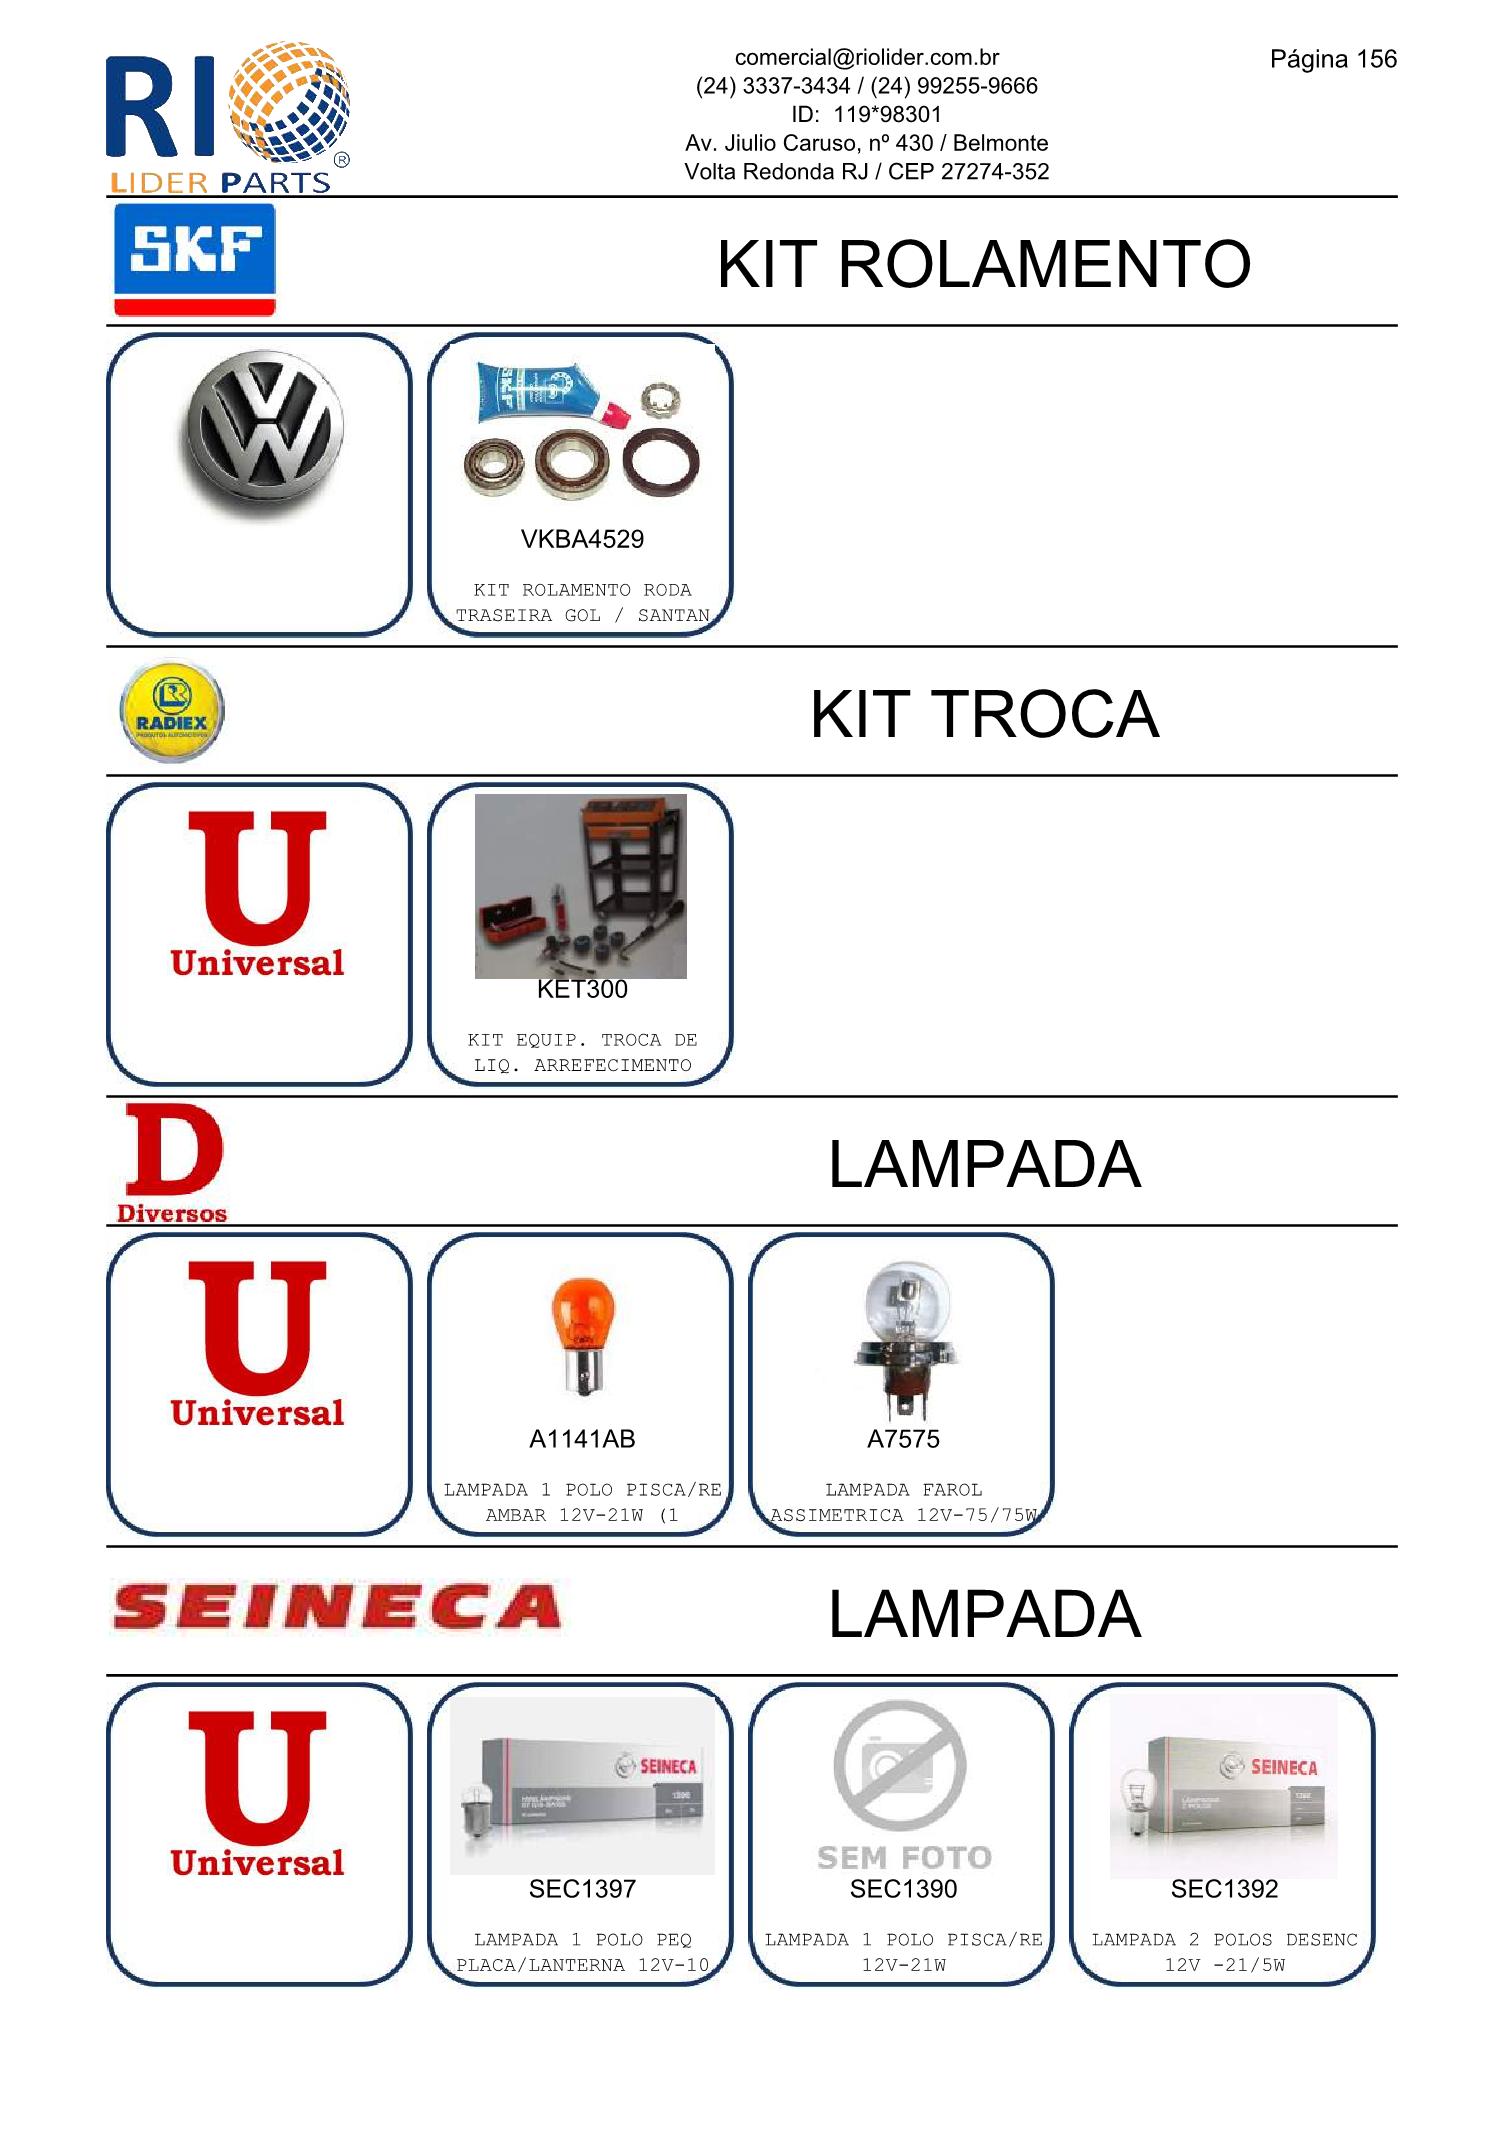 RIO
LIDER PARTS
®
comercial@riolider.com.br
(24) 3337-3434 / (24) 99255-9666
ID: 119*98301
Av. Jiulio Caruso, nº 430 / Belmonte
Volta Redonda RJ / CEP 27274-352
Página 156
SKF
KIT ROLAMENTO
VKBA4529
KIT ROLAMENTO RODA
TRASEIRA GOL / SANTAN
RADIEX
KIT TROCA
U
Universal
KET300
KIT EQUIP. TROCA DE
LIQ. ARREFECIMENTO
D
Diversos
LAMPADA
U
Universal
A1141AB
LAMPADA 1 POLO PISCA/RE
AMBAR 12V-21W (1
A7575
LAMPADA FAROL
ASSIMETRICA 12V-75/75W
SEINECA
LAMPADA
U
Universal
SEINECA
SEC1397
LAMPADA 1 POLO PEQ
PLACA/LANTERNA 12V-10
SEM FOTO
SEC1390
LAMPADA 1 POLO PISCA/RE
12V-21W
SEINECA
SEC1392
LAMPADA 2 POLOS DESENC
12V -21/5W